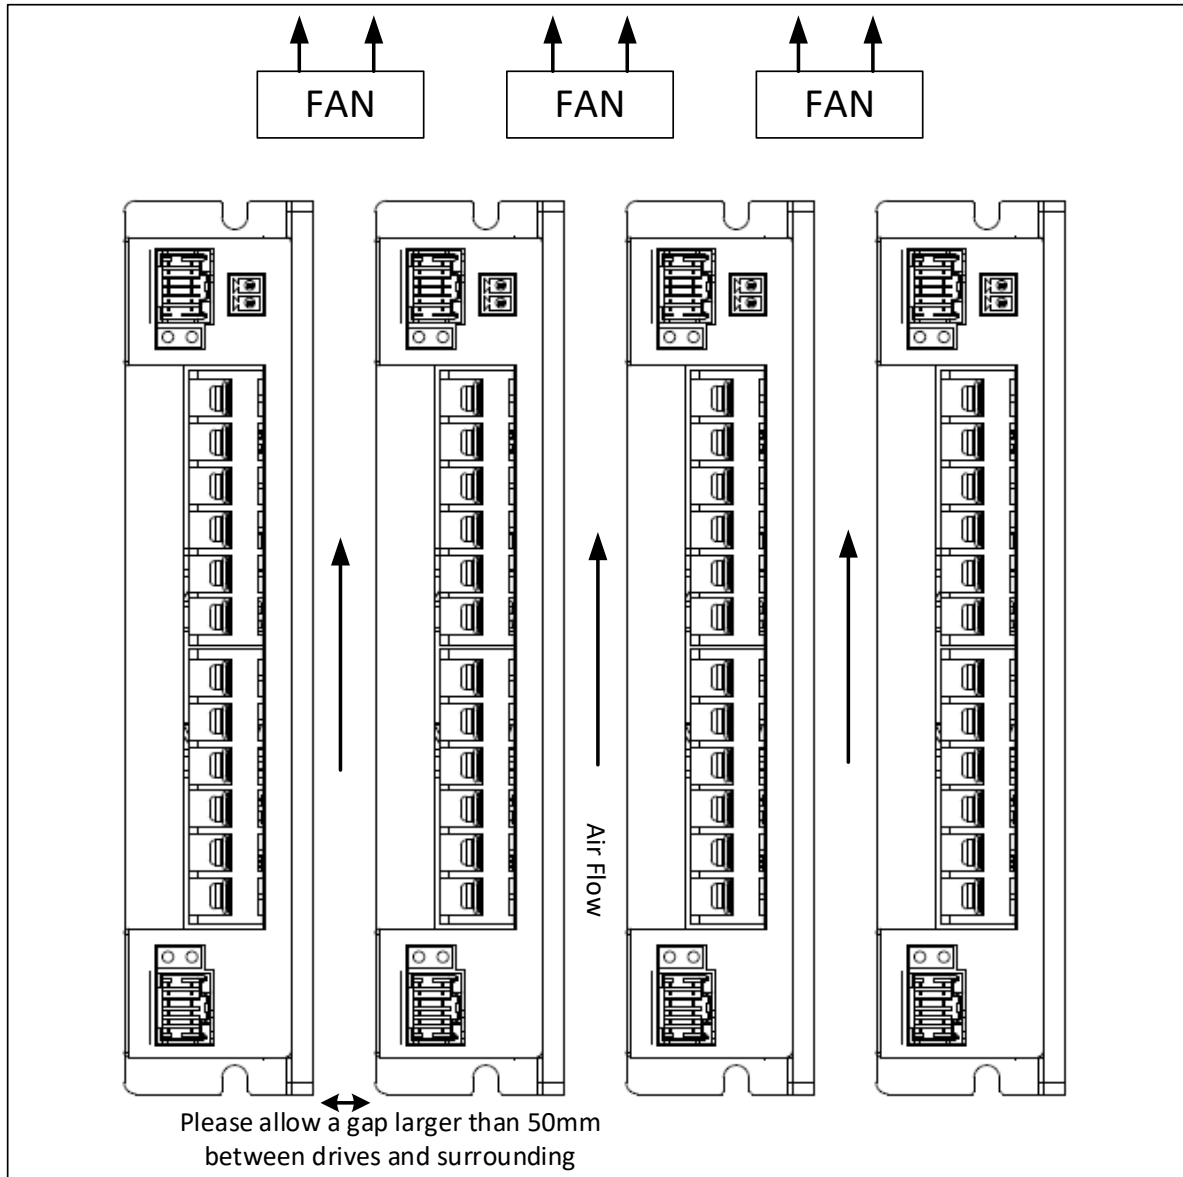 FAN
FAN
FAN
Air Flow
Please allow a gap larger than 50mm
between drives and surrounding